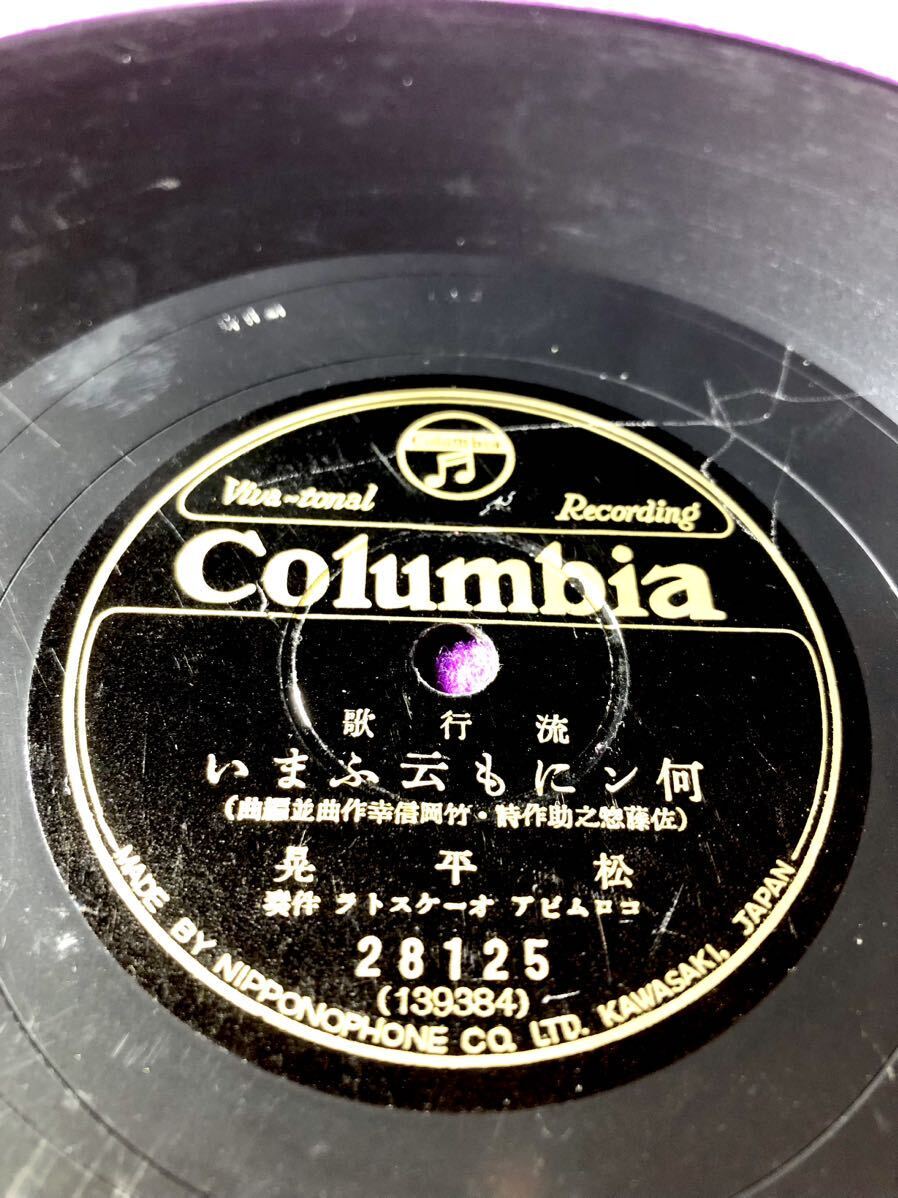 Columbia
Viva-tonal Recording
Columbia
流行歌
何ンにも云ふまい
(佐藤惣之助作詩・竹岡信幸作曲並編曲)
松平晃
コロムビア オーケストラ 伴奏
28125
(139384)
MADE BY NIPPONOPHONE CO. LTD. KAWASAKI, JAPAN